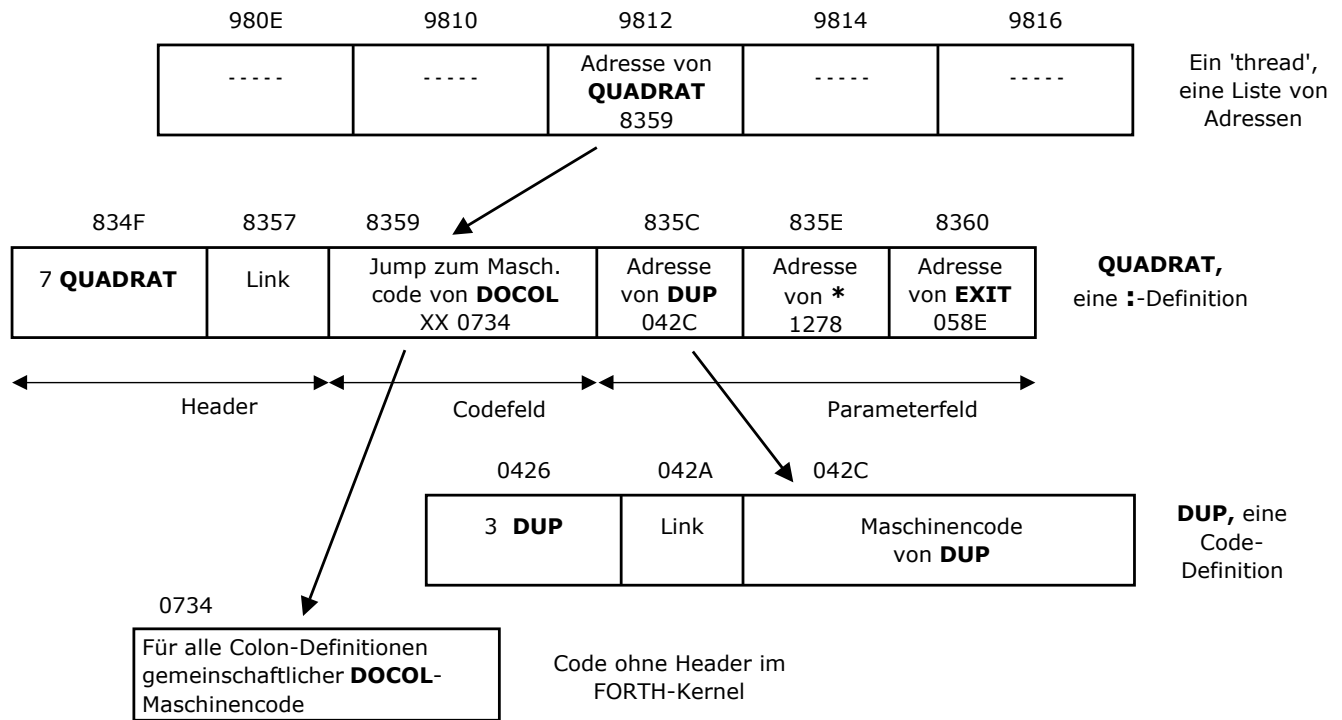 980E 9810 9812 9814 9816
- - - - - - - - - - Adresse von - - - - - - - - - -
QUADRAT
8359
Ein 'thread',
eine Liste von
Adressen
834F 8357 8359 835C 835E 8360
7 QUADRAT Link Jump zum Masch. Adresse Adresse Adresse
code von DOCOL von DUP von * von EXIT
XX 0734 042C 1278 058E
QUADRAT,
eine :-Definition
Header Codefeld Parameterfeld
0426 042A 042C
3 DUP Link Maschinencode
von DUP
DUP, eine
Code-
Definition
0734
Für alle Colon-Definitionen
gemeinschaftlicher DOCOL-
Maschinencode
Code ohne Header im
FORTH-Kernel